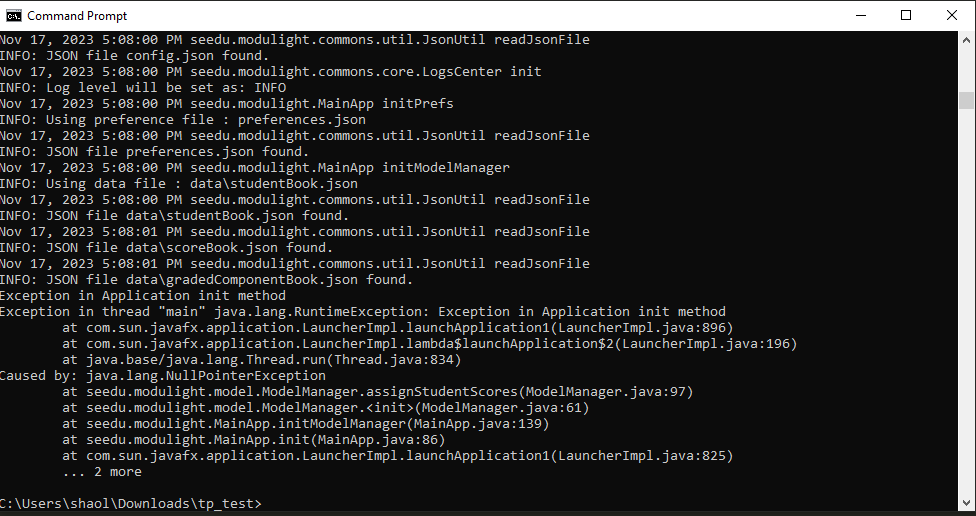 Command Prompt
Nov 17, 2023 5:08:00 PM seedu.modulight.commons.util.JsonUtil readJsonFile
INFO: JSON file config.json found.
Nov 17, 2023 5:08:00 PM seedu.modulight.commons.core.LogsCenter init
INFO: Log level will be set as: INFO
Nov 17, 2023 5:08:00 PM seedu.modulight.MainApp initPrefs
INFO: Using preference file : preferences.json
Nov 17, 2023 5:08:00 PM seedu.modulight.commons.util.JsonUtil readJsonFile
INFO: JSON file preferences.json found.
Nov 17, 2023 5:08:00 PM seedu.modulight.MainApp initModelManager
INFO: Using data file : data\studentBook.json
Nov 17, 2023 5:08:00 PM seedu.modulight.commons.util.JsonUtil readJsonFile
INFO: JSON file data\studentBook.json found.
Nov 17, 2023 5:08:01 PM seedu.modulight.commons.util.JsonUtil readJsonFile
INFO: JSON file data\scoreBook.json found.
Nov 17, 2023 5:08:01 PM seedu.modulight.commons.util.JsonUtil readJsonFile
INFO: JSON file data\gradedComponentBook.json found.
Exception in Application init method
Exception in thread "main" java.lang.RuntimeException: Exception in Application init method
        at com.sun.javafx.application.LauncherImpl.launchApplication1(LauncherImpl.java:896)
        at com.sun.javafx.application.LauncherImpl.lambda$launchApplication$2(LauncherImpl.java:196)
        at java.base/java.lang.Thread.run(Thread.java:834)
Caused by: java.lang.NullPointerException
        at seedu.modulight.model.ModelManager.assignStudentScores(ModelManager.java:97)
        at seedu.modulight.model.ModelManager.<init>(ModelManager.java:61)
        at seedu.modulight.MainApp.initModelManager(MainApp.java:139)
        at seedu.modulight.MainApp.init(MainApp.java:86)
        at com.sun.javafx.application.LauncherImpl.launchApplication1(LauncherImpl.java:825)
        ... 2 more
C:\Users\shaol\Downloads\tp_test>